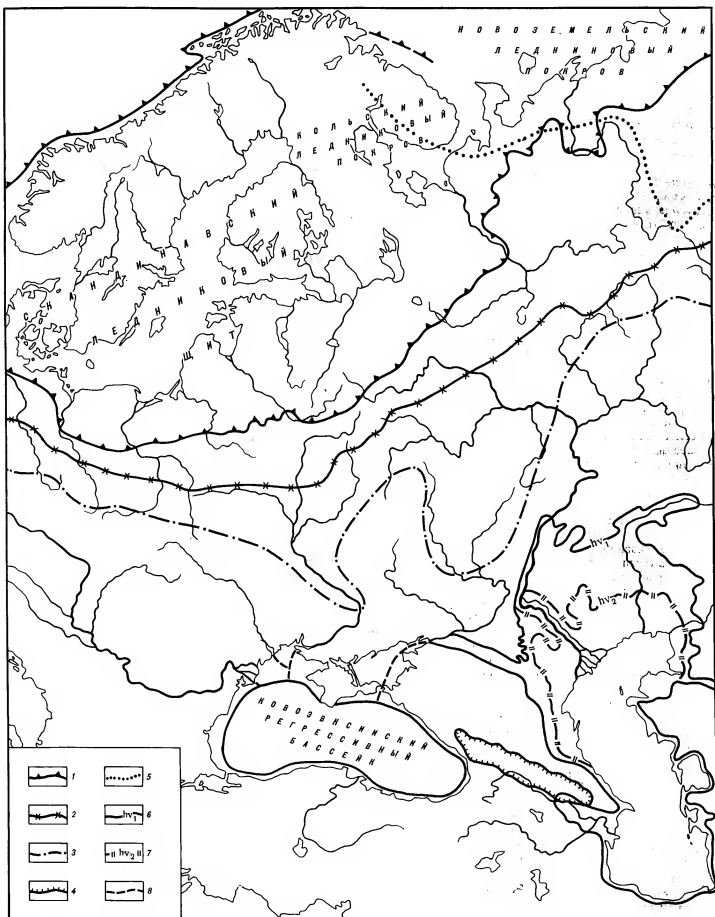 НОВОЗЕМЕЛЬСКИЙ
ЛЕДНИКОВЫЙ
ПОКРОВ
КОЛЬСКИЙ
ЛЕДНИКОВЫЙ
ПОКРОВ
СКАНДИНАВСКИЙ
ЛЕДНИКОВЫЙ
ЩИТ
hv
hv₂
НОВОЭВКСИНСКИЙ
РЕГРЕССИВНЫЙ
БАССЕЙН
1
5
2
hv₁ 6
3
hv₂ 7
4
8